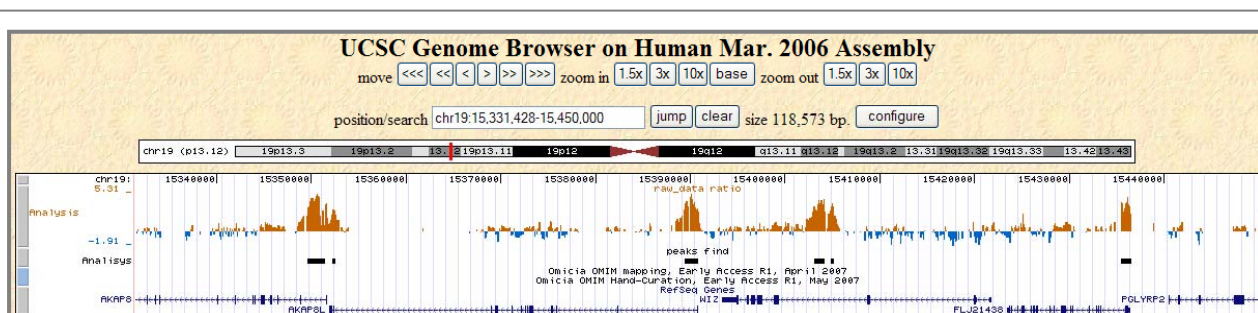 UCSC Genome Browser on Human Mar. 2006 Assembly
move <<< << < > >> >>> zoom in 1.5x 3x 10x base zoom out 1.5x 3x 10x
position/search chr19:15,331,428-15,450,000 jump clear size 118,573 bp. configure
chr19 (p13.12) 19p13.3 19p13.2 13.12 19p13.11 19p12 19q12 q13.11 q13.12 19q13.2 13.31 19q13.32 19q13.33 13.42 13.43
chr19: 15340000 15350000 15360000 15370000 15380000 15390000 15400000 15410000 15420000 15430000 15440000
5.31 _ raw_data ratio
Analysis
-1.91 _
peaks find
Analisys
Omicia OMIM mapping, Early Access R1, April 2007
Omicia OMIM Hand-Curation, Early Access R1, May 2007
RefSeq Genes
AKAP8 WIZ PGLYRP2
AKAP8L FLJ21438